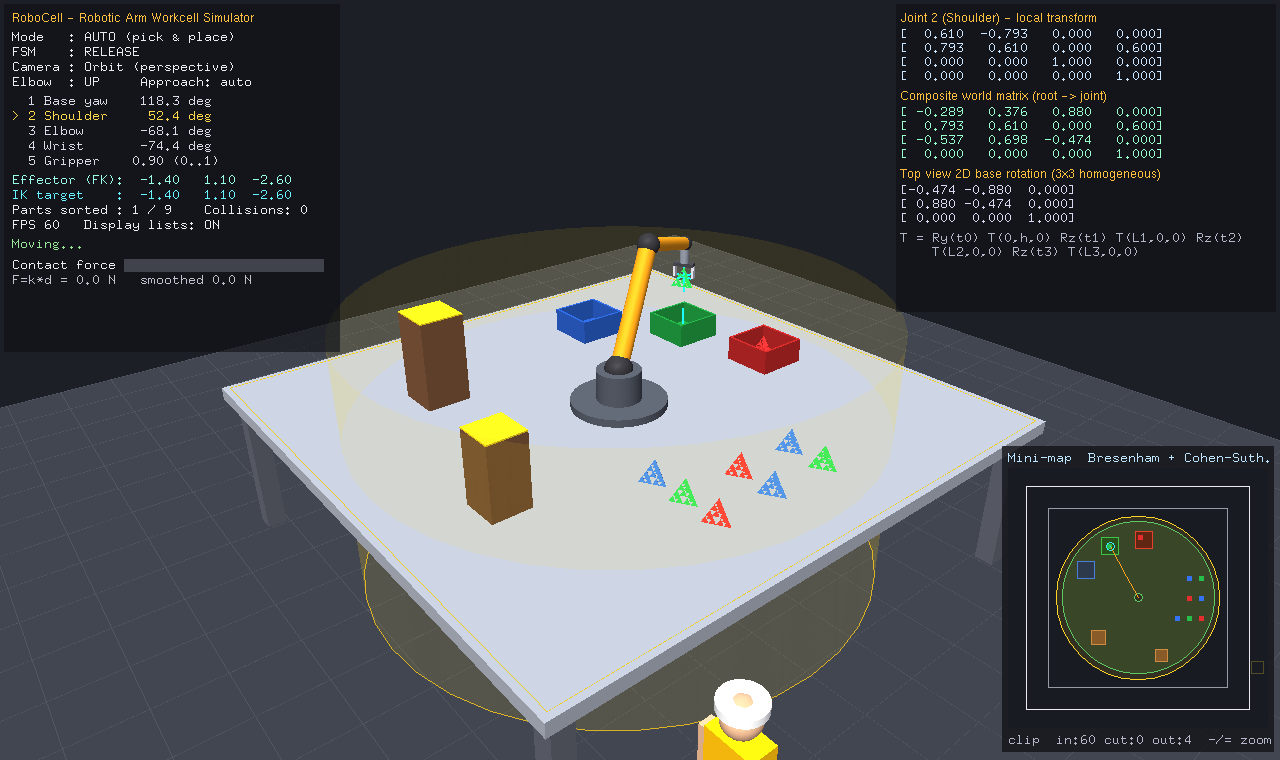 RoboCell - Robotic Arm Workcell Simulator
Mode   : AUTO (pick & place)
FSM    : RELEASE
Camera : Orbit (perspective)
Elbow  : UP     Approach: auto
1 Base yaw    118.3 deg
> 2 Shoulder     52.4 deg
3 Elbow      -68.1 deg
4 Wrist      -74.4 deg
5 Gripper    0.90 (0..1)
Effector (FK):  -1.40   1.10  -2.60
IK target    :  -1.40   1.10  -2.60
Parts sorted : 1 / 9   Collisions: 0
FPS 60   Display lists: ON
Moving...
Contact force
F=k*d = 0.0 N   smoothed 0.0 N
Joint 2 (Shoulder) - local transform
[  0.610  -0.793   0.000   0.000]
[  0.793   0.610   0.000   0.600]
[  0.000   0.000   1.000   0.000]
[  0.000   0.000   0.000   1.000]
Composite world matrix (root -> joint)
[ -0.289   0.376   0.880   0.000]
[  0.793   0.610   0.000   0.600]
[ -0.537   0.698  -0.474   0.000]
[  0.000   0.000   0.000   1.000]
Top view 2D base rotation (3x3 homogeneous)
[-0.474 -0.880  0.000]
[ 0.880 -0.474  0.000]
[ 0.000  0.000  1.000]
T = Ry(t0) T(0,h,0) Rz(t1) T(L1,0,0) Rz(t2)
T(L2,0,0) Rz(t3) T(L3,0,0)
Mini-map  Bresenham + Cohen-Suth.
clip  in:60 cut:0 out:4  -/= zoom